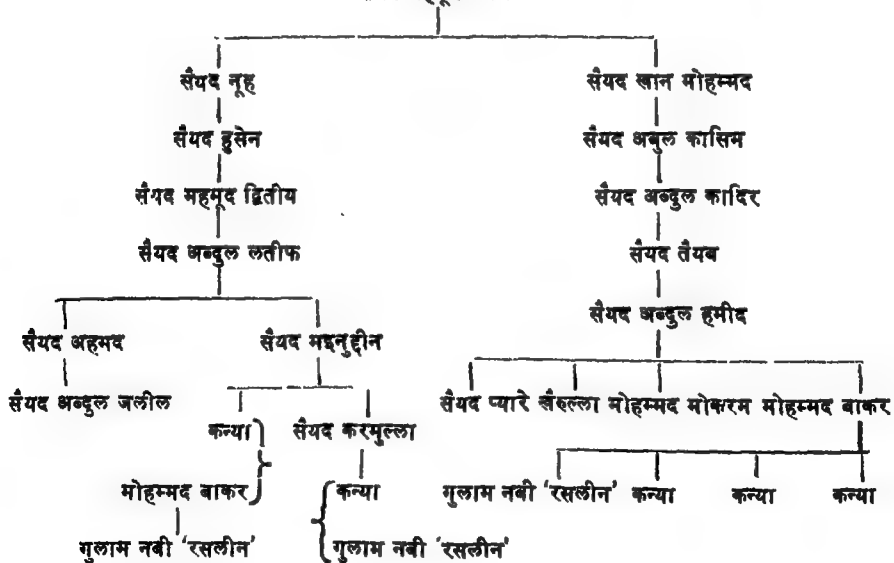 सैयद नूह सैयद खान मोहम्मद
सैयद हुसेन सैयद अबुल कासिम
सैयद महमूद द्वितीय सैयद अब्दुल कादिर
सैयद अब्दुल लतीफ सैयद तैयब
सैयद अब्दुल हमीद
सैयद अहमद सैयद मइनुद्दीन
सैयद अब्दुल जलील सैयद प्यारे मोहम्मद मोकरम मोहम्मद बाकर
कन्या सैयद करमुल्ला
मोहम्मद बाकर कन्या गुलाम नबी 'रसलीन' कन्या कन्या कन्या
गुलाम नबी 'रसलीन' गुलाम नबी 'रसलीन'